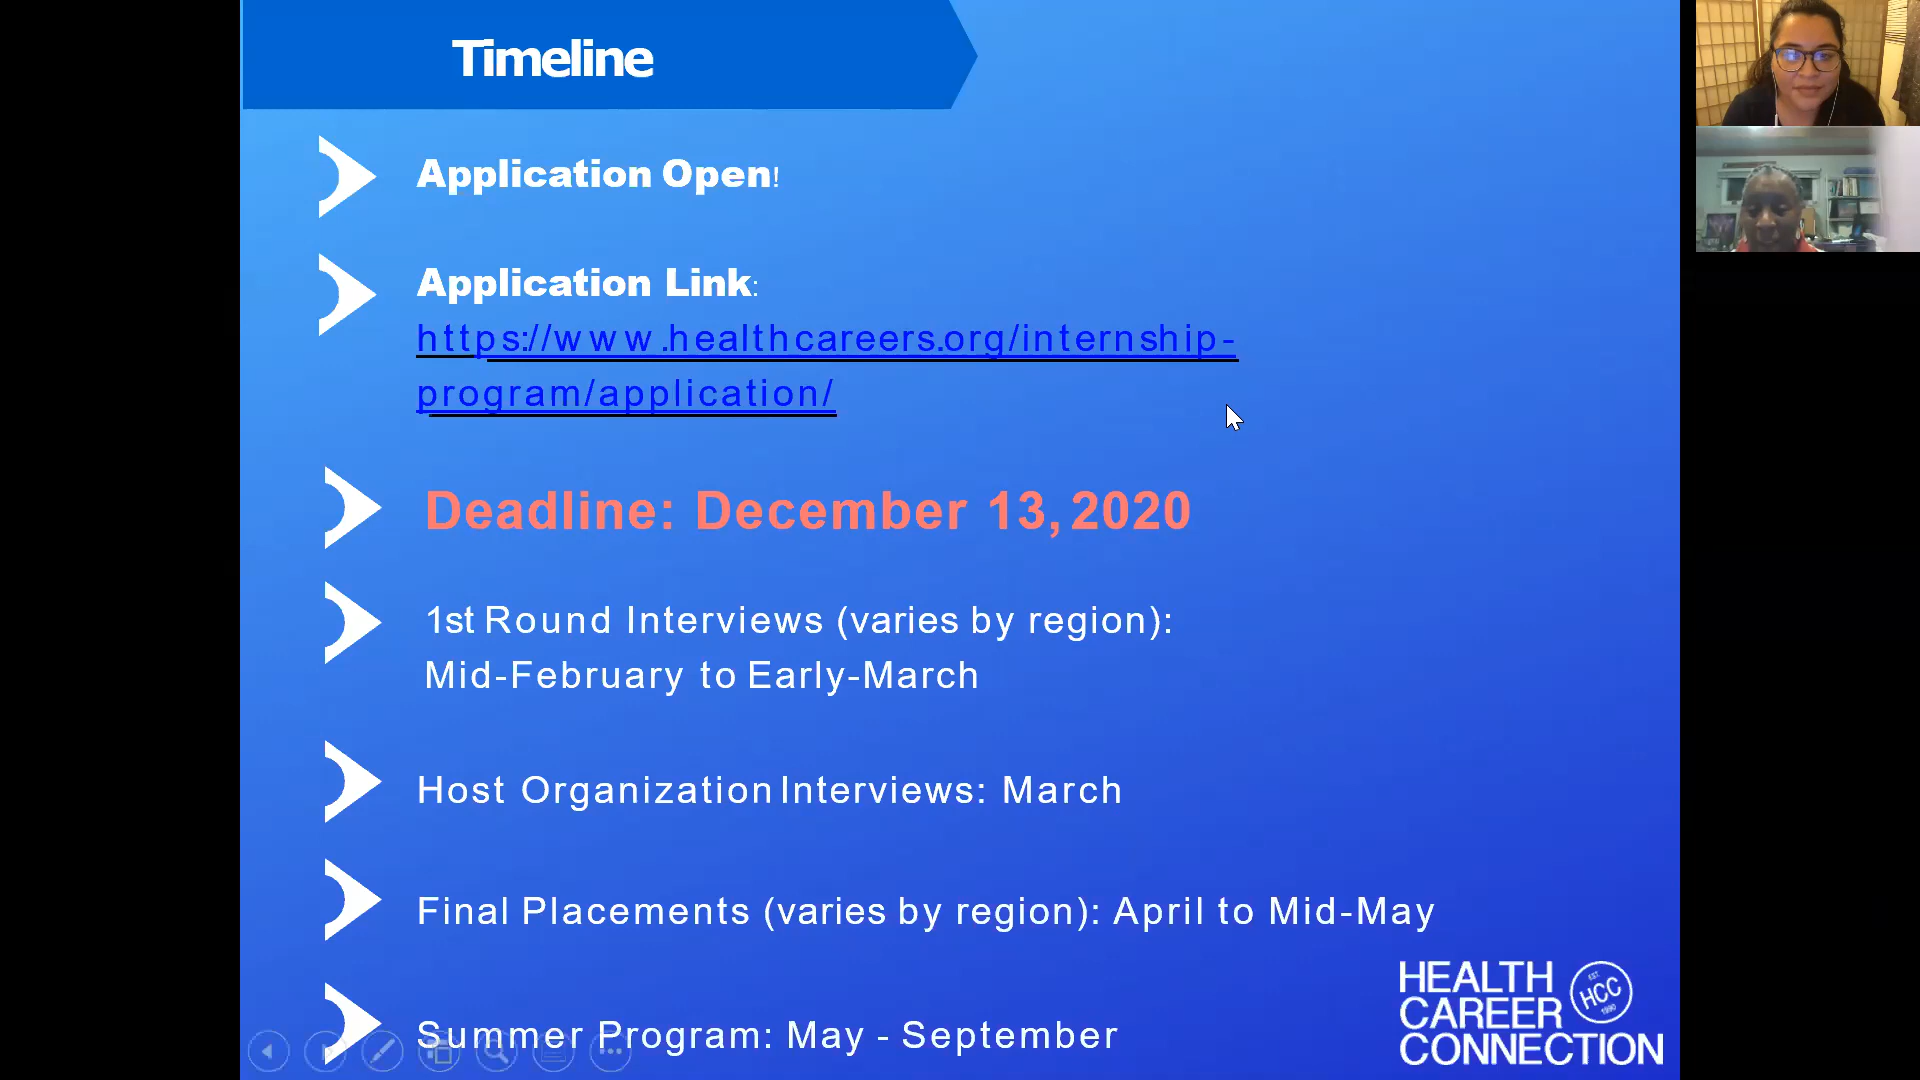 Timeline
Application Open!
Application Link:
https://www.healthcareers.org/internship-
program/application/
Deadline: December 13, 2020
1st Round Interviews (varies by region):
Mid-February to Early-March
Host Organization Interviews: March
Final Placements (varies by region): April to Mid-May
Summer Program: May - September
HEALTH
CAREER
CONNECTION
EST.
HCC
1990